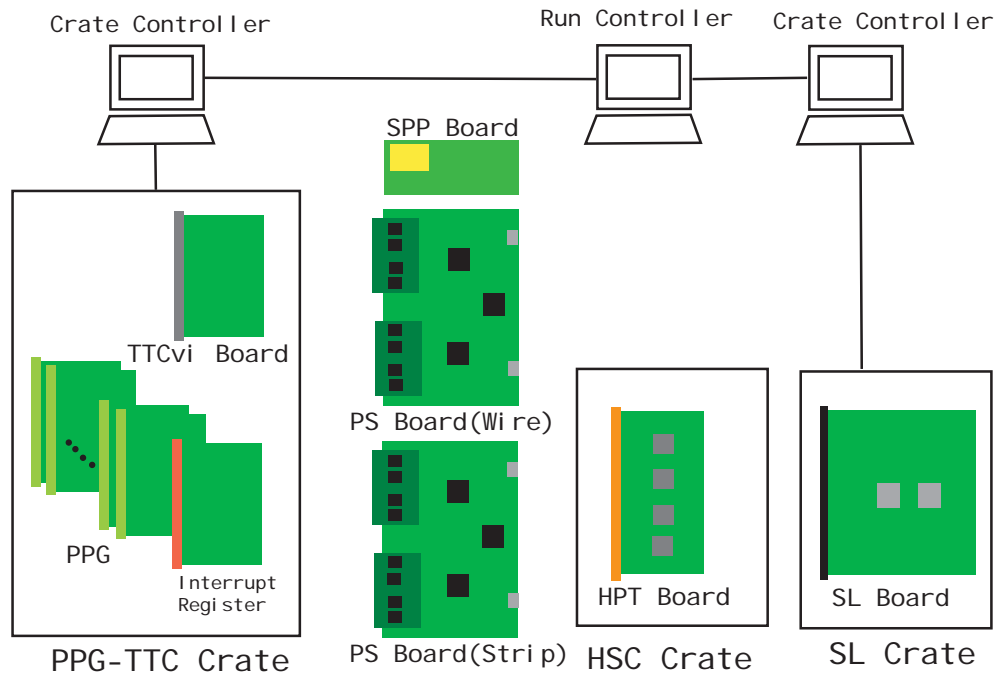 Crate Controller
Run Controller
Crate Controller
SPP Board
TTCvi Board
PPG
Interrupt
Register
PPG-TTC Crate
PS Board(Wire)
PS Board(Strip)
HPT Board
HSC Crate
SL Board
SL Crate